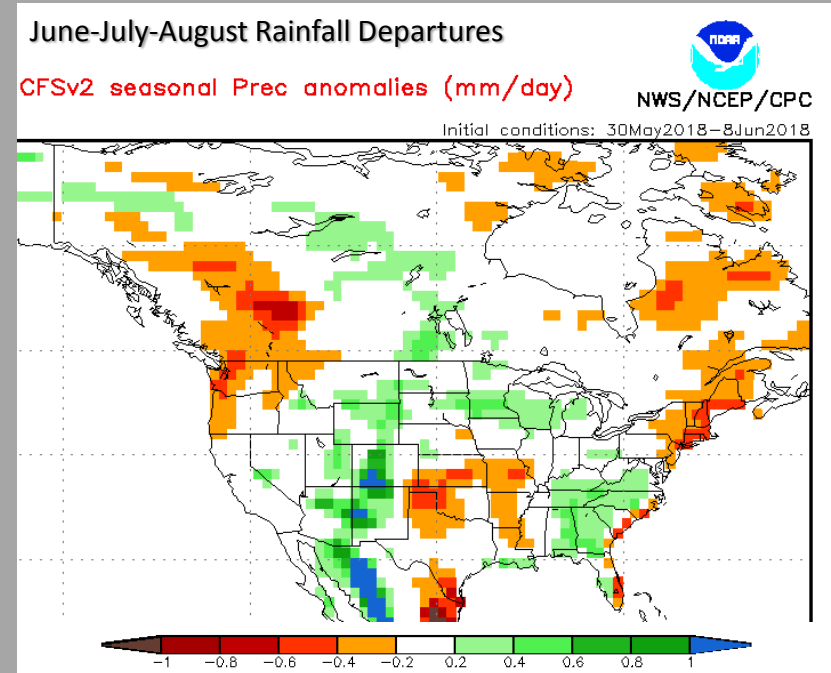 June-July-August Rainfall Departures
NOAA
CFSv2 seasonal Prec anomalies (mm/day)
NWS/NCEP/CPC
Initial conditions: 30May2018-8Jun2018
-1 -0.8 -0.6 -0.4 -0.2 0.2 0.4 0.6 0.8 1